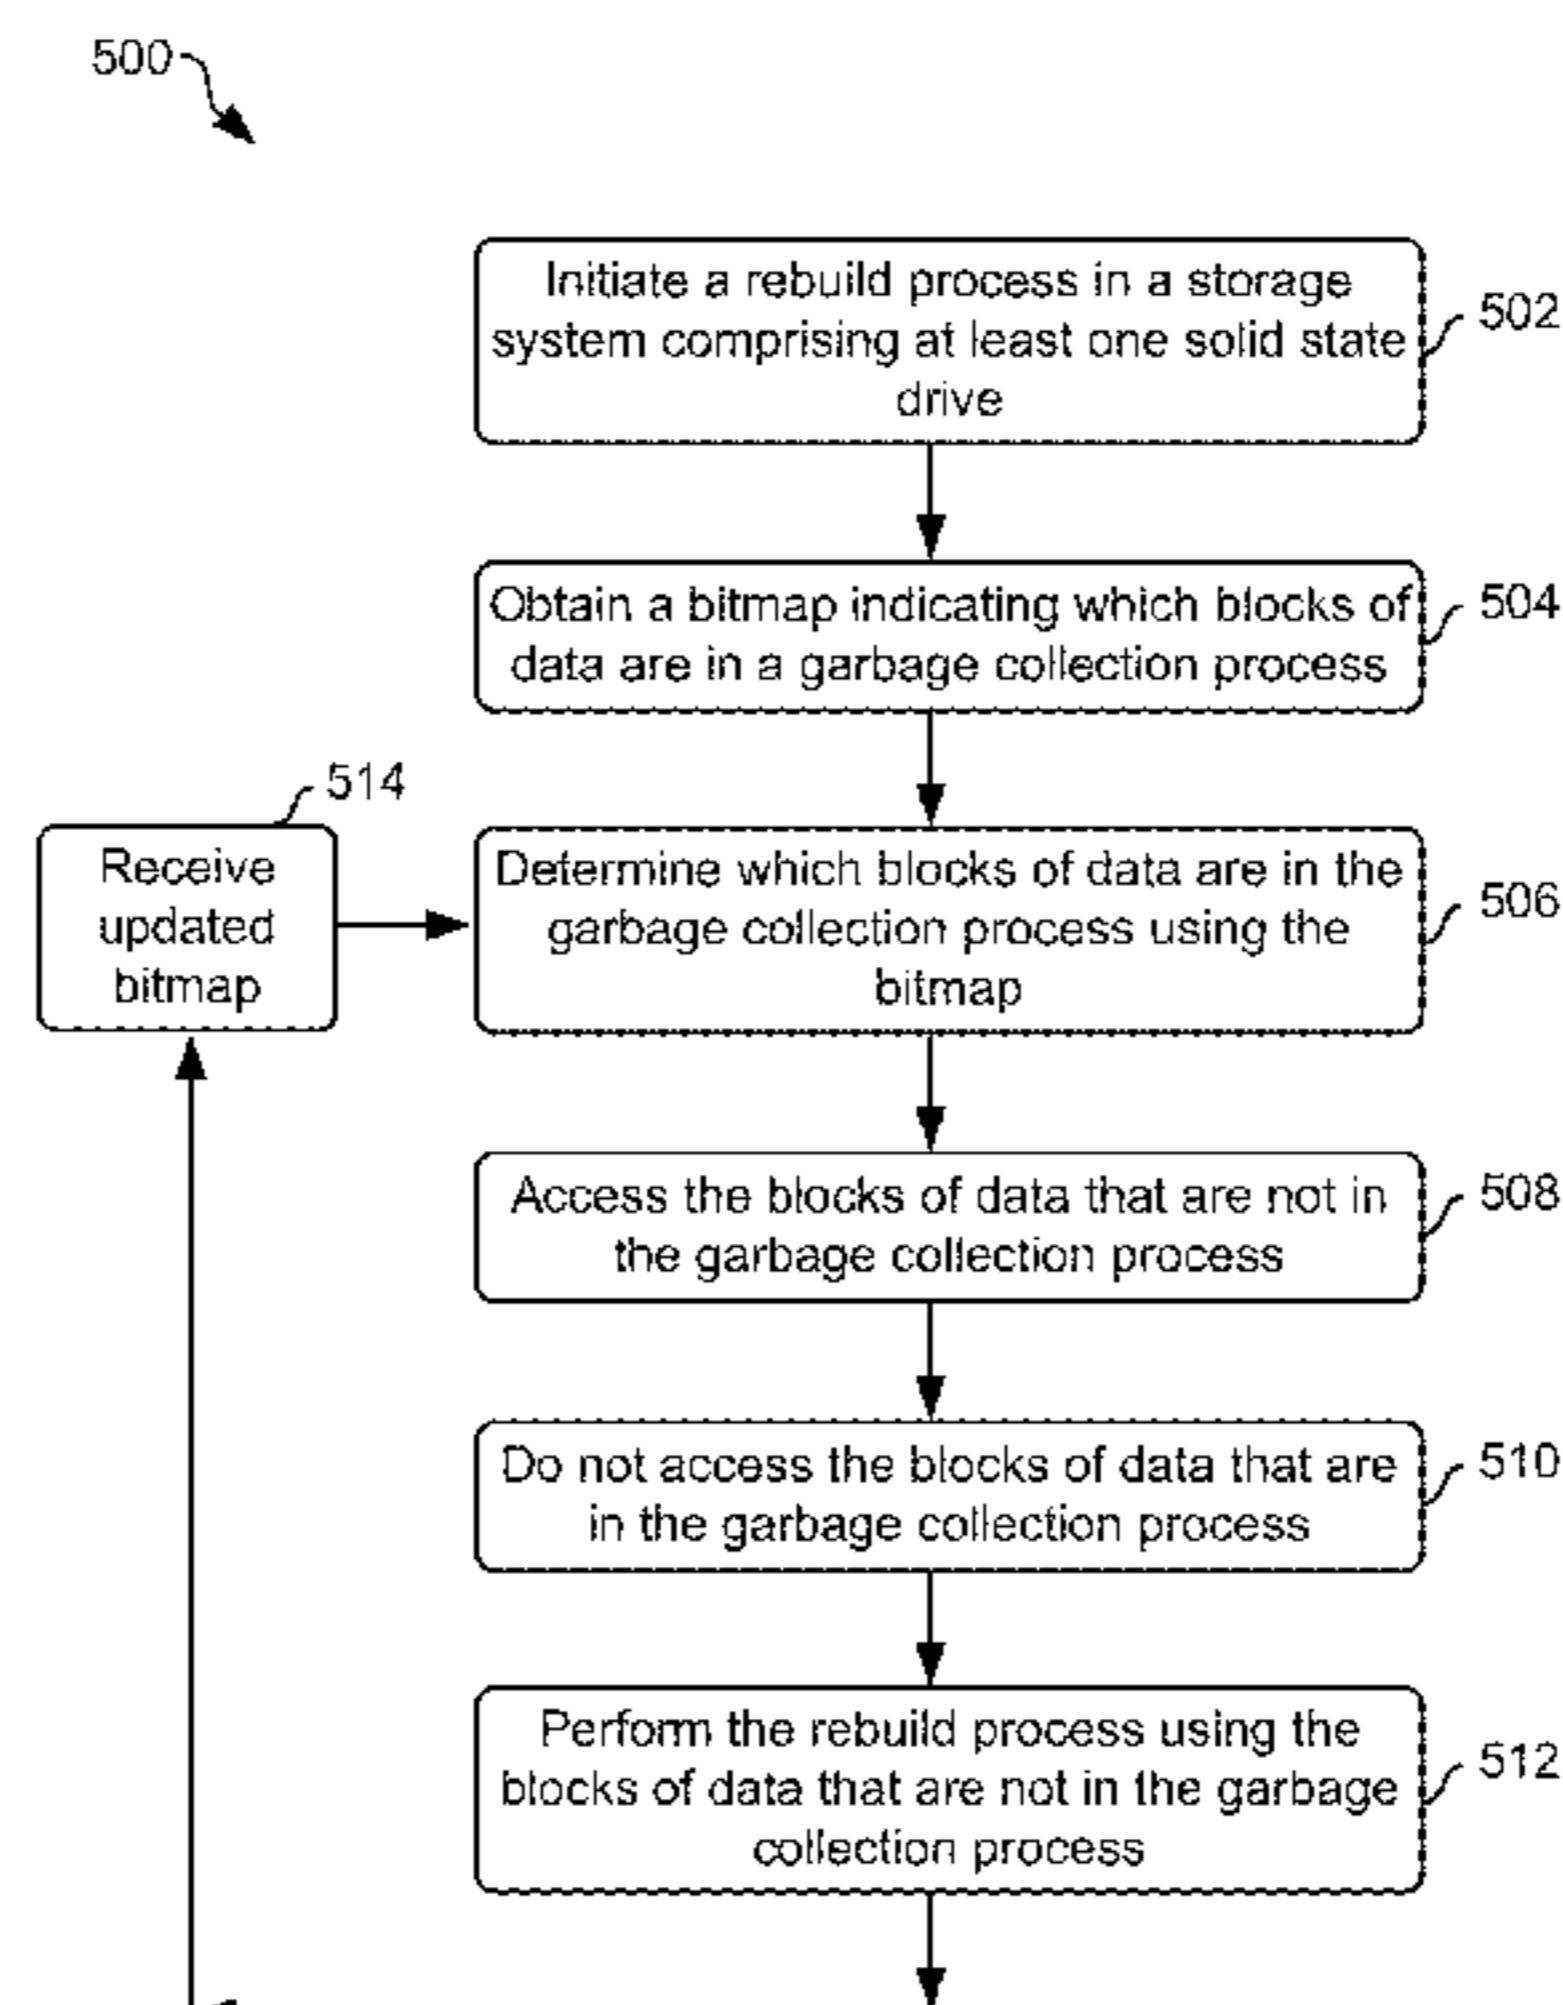 500
Initiate a rebuild process in a storage
system comprising at least one solid state
drive
502
Obtain a bitmap indicating which blocks of
data are in a garbage collection process
504
514
Receive
updated
bitmap
Determine which blocks of data are in the
garbage collection process using the
bitmap
506
Access the blocks of data that are not in
the garbage collection process
508
Do not access the blocks of data that are
in the garbage collection process
510
Perform the rebuild process using the
blocks of data that are not in the garbage
collection process
512